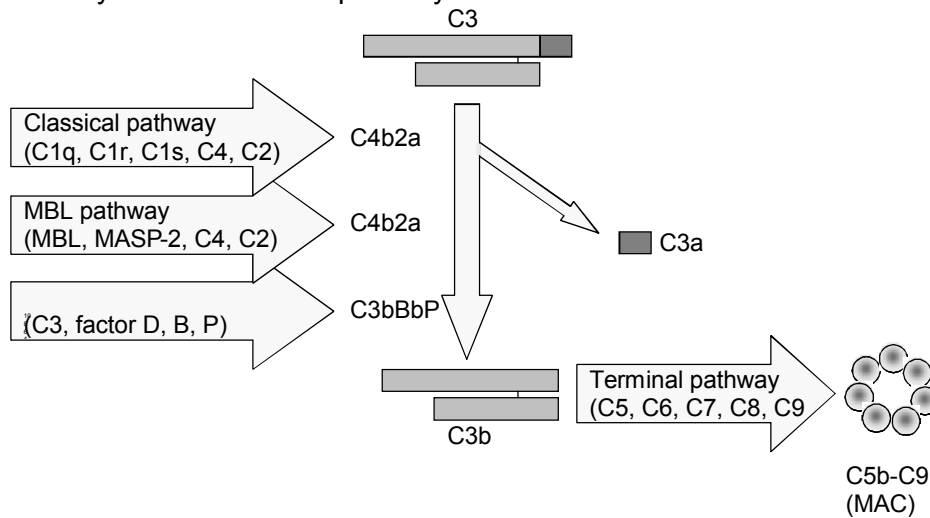 C3
Classical pathway
(C1q, C1r, C1s, C4, C2)
C4b2a
MBL pathway
(MBL, MASP-2, C4, C2)
C4b2a
C3a
(C3, factor D, B, P)
C3bBbP
Terminal pathway
(C5, C6, C7, C8, C9
C3b
C5b-C9
(MAC)